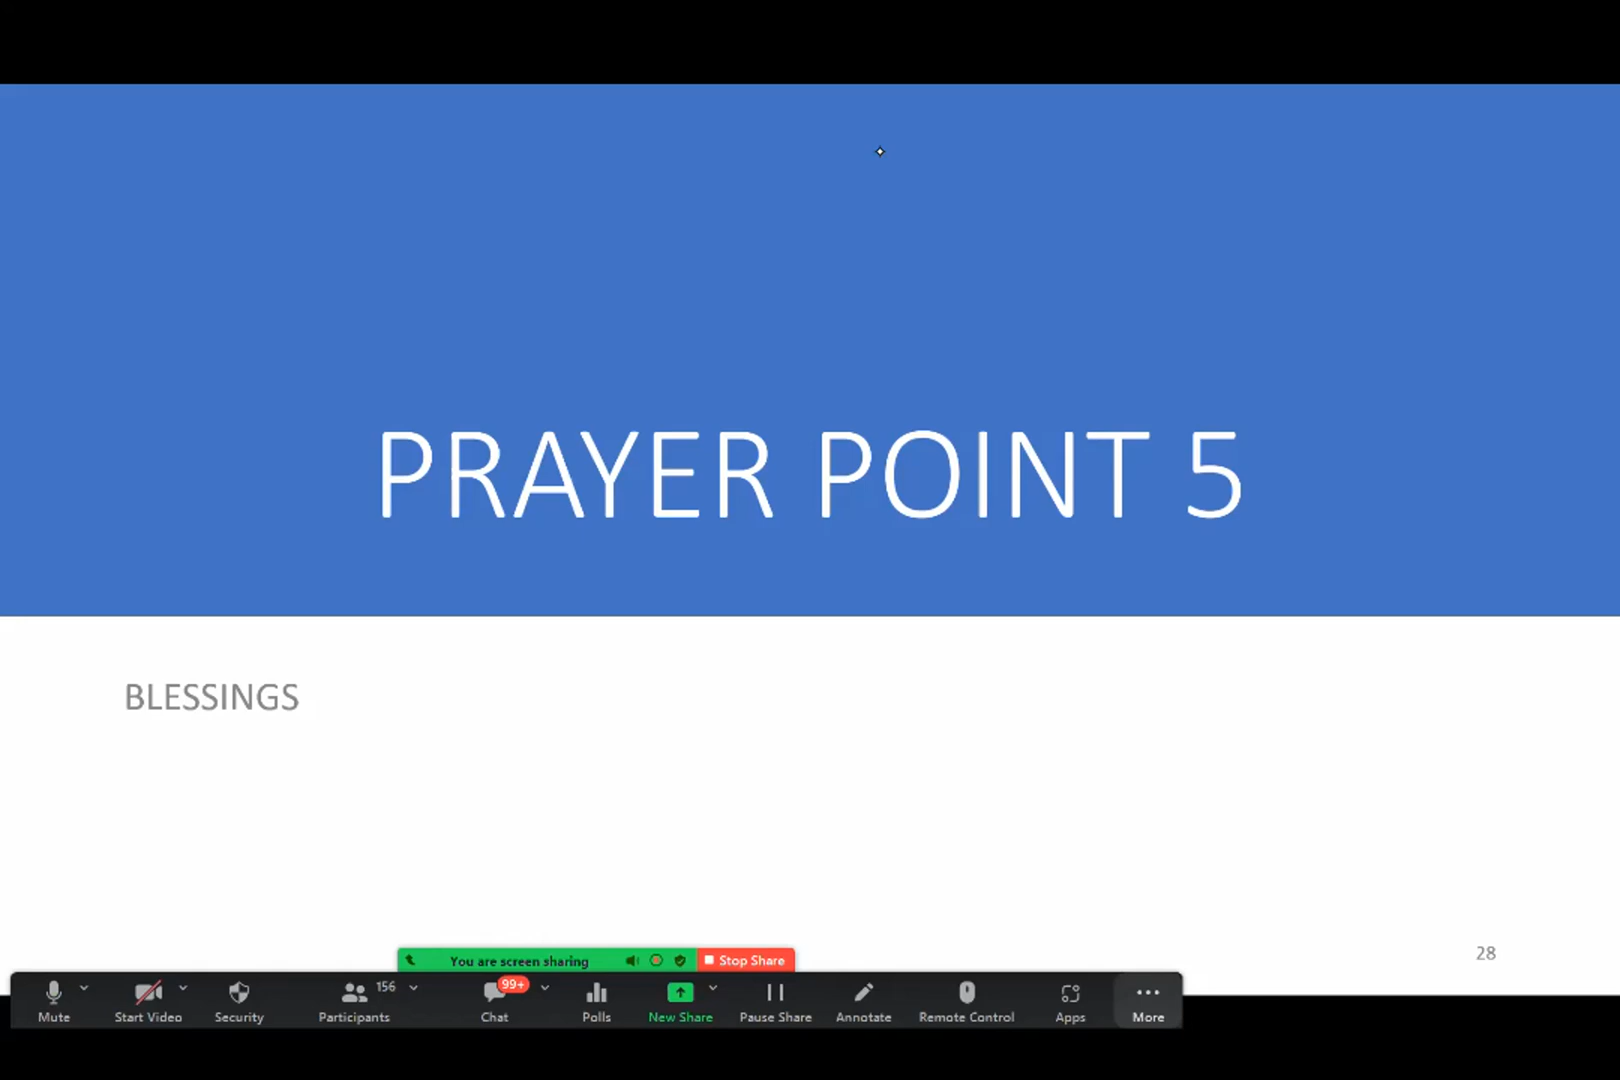 PRAYER POINT 5
BLESSINGS
28
You are screen sharing Stop Share
156 99+
Mute Start Video Security Participants Chat Polls New Share Pause Share Annotate Remote Control Apps More